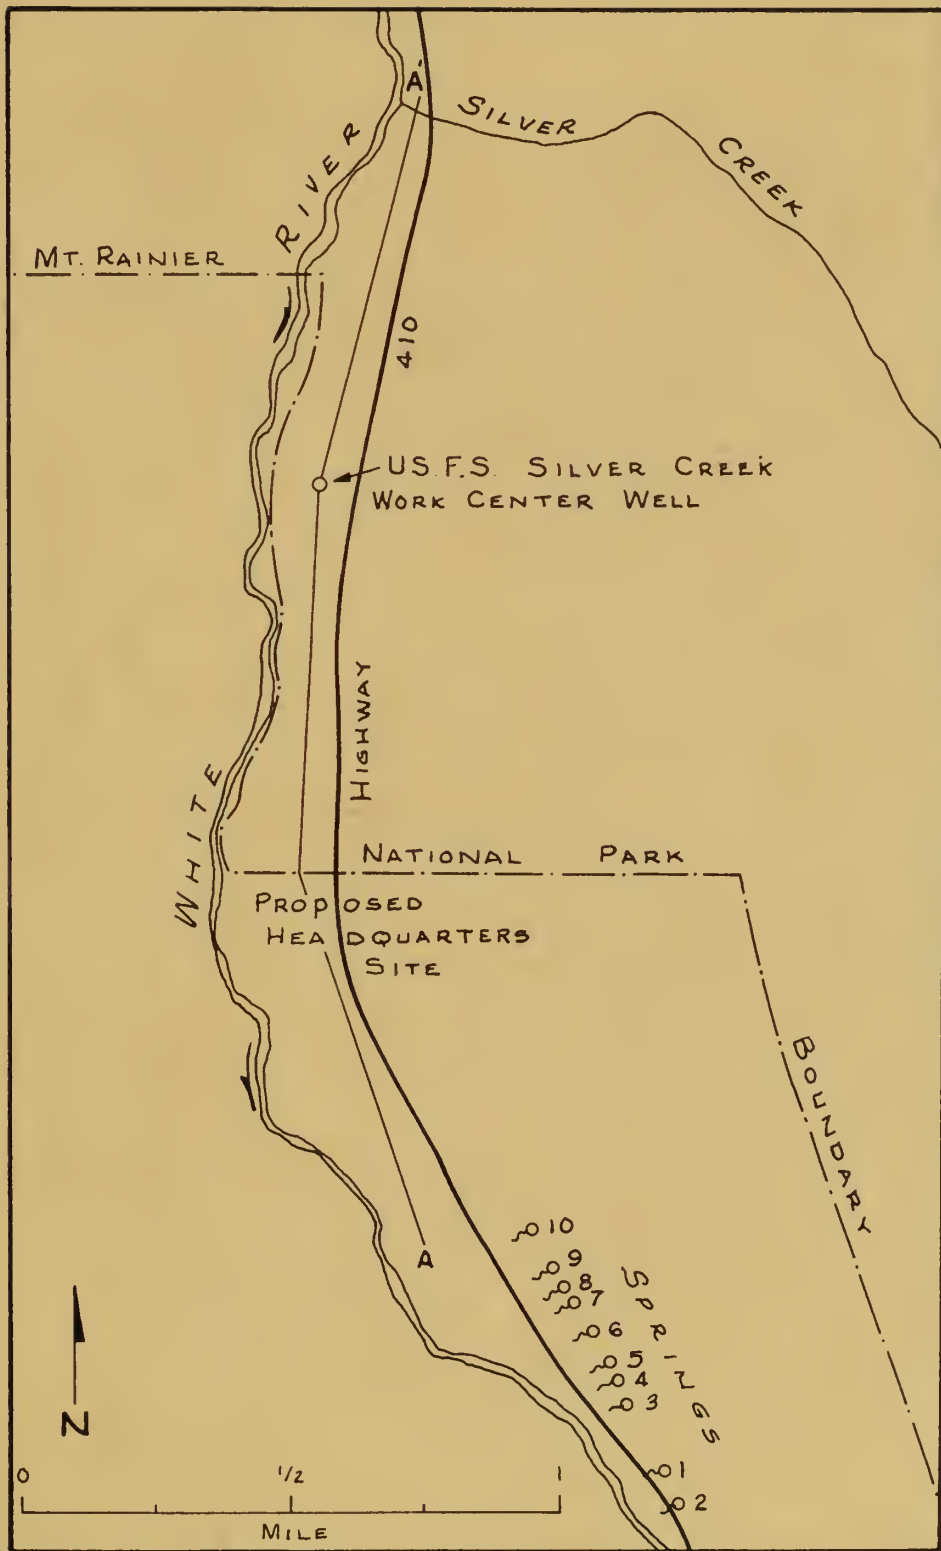 A'
SILVER CREEK
WHITE RIVER
MT. RAINIER
410
U.S.F.S. SILVER CREEK
WORK CENTER WELL
HIGHWAY
NATIONAL PARK
PROPOSED
HEADQUARTERS
SITE
BOUNDARY
A
10
9
8
7
6
5
4
3
1
2
SPRINGS
N
0 1/2 1
MILE